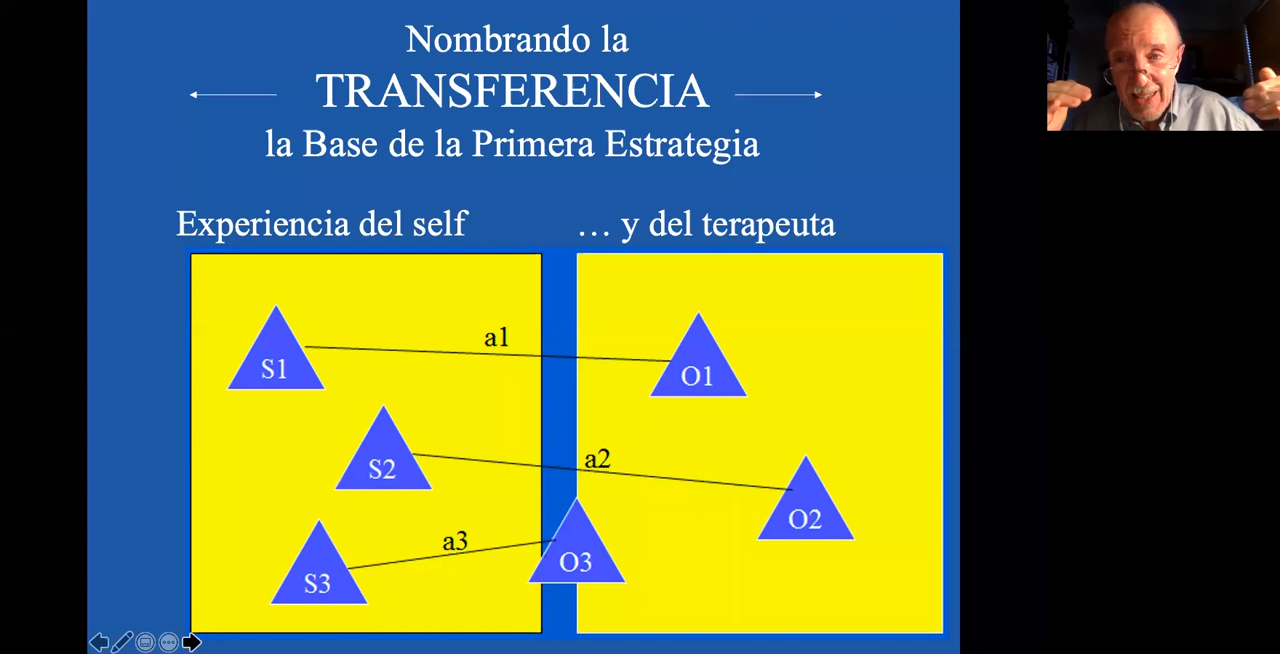 Nombrando la
TRANSFERENCIA
la Base de la Primera Estrategia
Experiencia del self
... y del terapeuta
a1
S1
O1
S2
a2
O2
a3
O3
S3